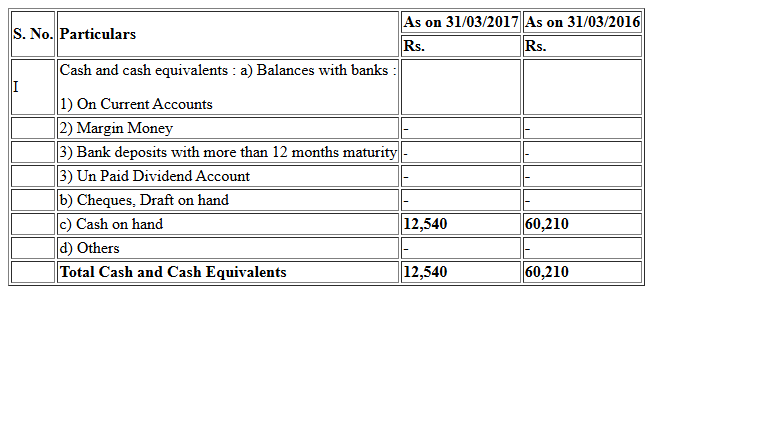 S. No. Particulars As on 31/03/2017 As on 31/03/2016
Rs. Rs.
I Cash and cash equivalents : a) Balances with banks :
1) On Current Accounts
2) Margin Money - -
3) Bank deposits with more than 12 months maturity - -
3) Un Paid Dividend Account - -
b) Cheques, Draft on hand - -
c) Cash on hand 12,540 60,210
d) Others - -
Total Cash and Cash Equivalents 12,540 60,210